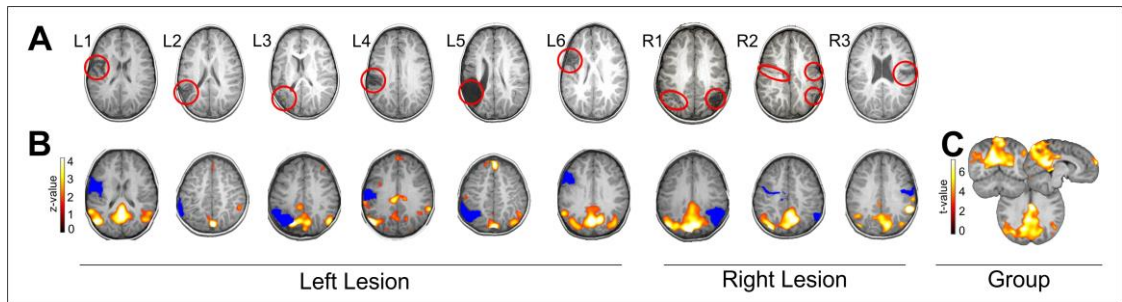 A
L1 L2 L3 L4 L5 L6 R1 R2 R3
B
z-value
4
3
2
1
0
C
t-value
6
4
2
0
Left Lesion
Right Lesion
Group